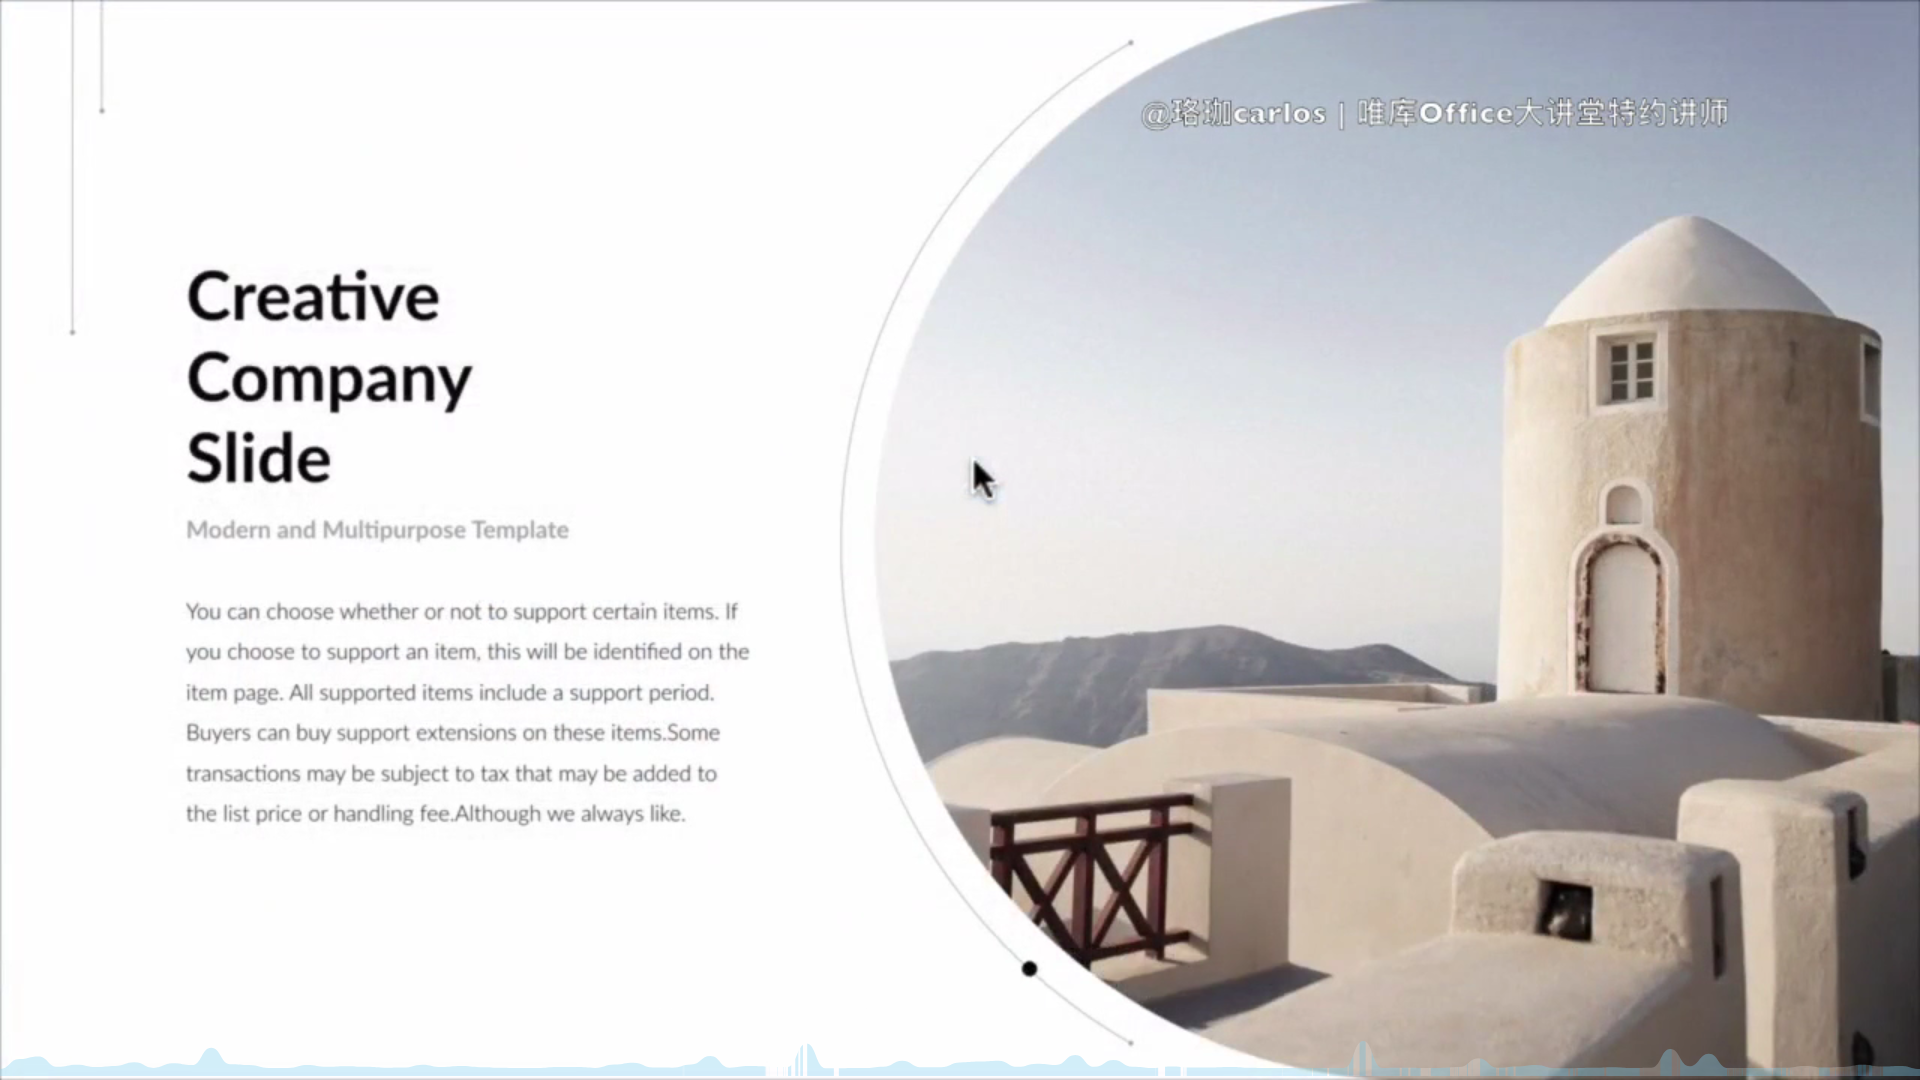 @珞珈carlos | 唯库Office大讲堂特约讲师
Creative
Company
Slide
Modern and Multipurpose Template
You can choose whether or not to support certain items. If
you choose to support an item, this will be identified on the
item page. All supported items include a support period.
Buyers can buy support extensions on these items.Some
transactions may be subject to tax that may be added to
the list price or handling fee.Although we always like.